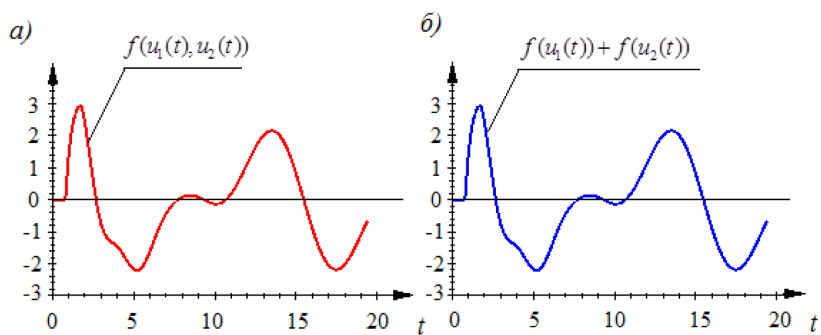 а)
f(u₁(t),u₂(t))
3
2
1
0
-1
-2
-3
0 5 10 15 20 t
б)
f(u₁(t))+f(u₂(t))
3
2
1
0
-1
-2
-3
0 5 10 15 20 t